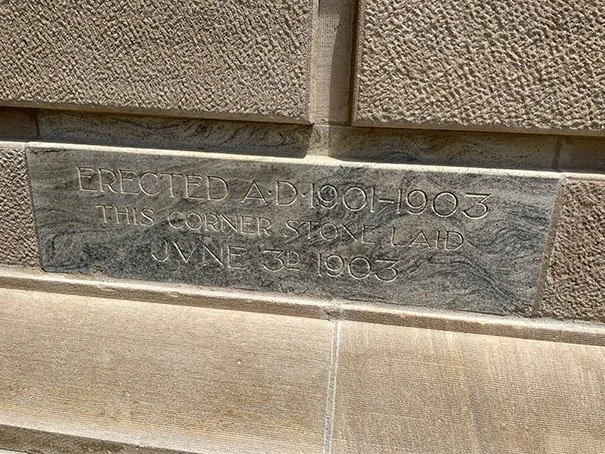 ERECTED A·D·1901–1903
THIS CORNER STONE LAID
JVNE 3D 1903